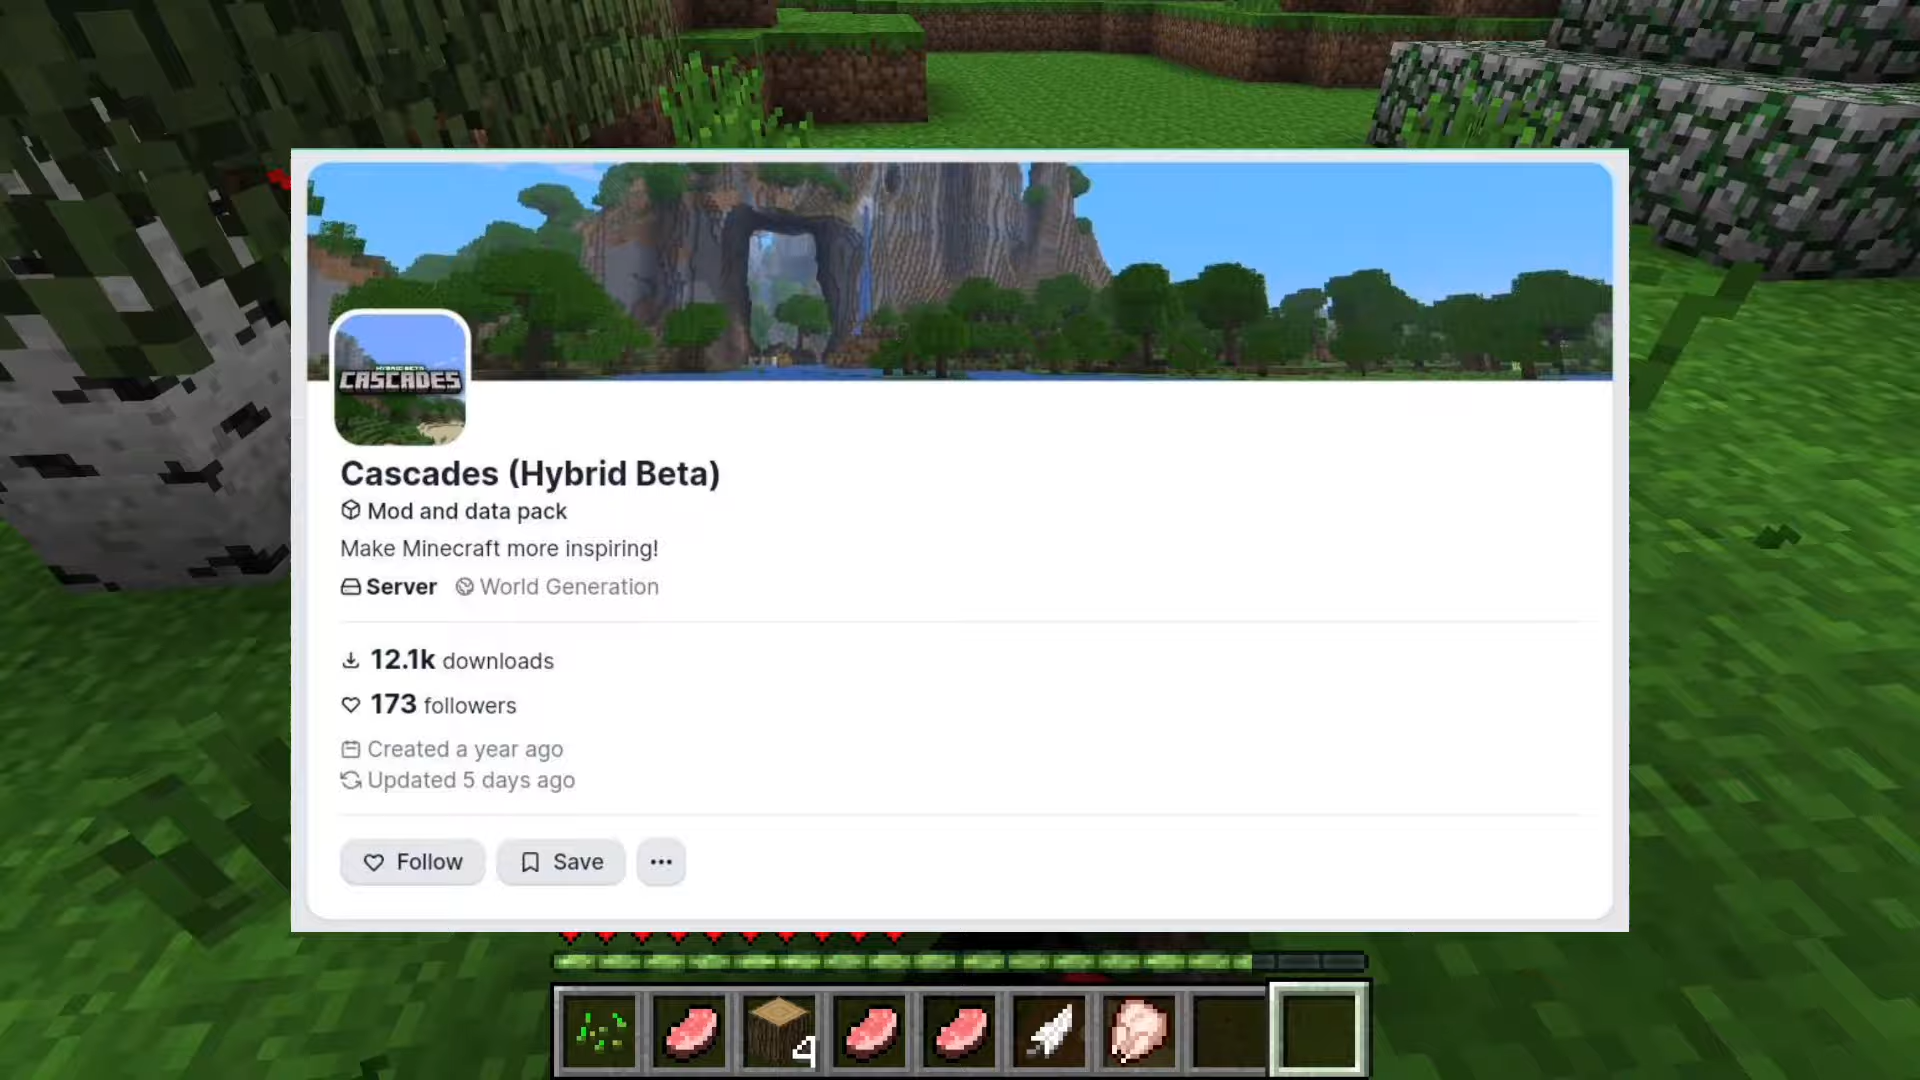 HYBRID BETA
CASCADES
Cascades (Hybrid Beta)
Mod and data pack
Make Minecraft more inspiring!
Server World Generation
12.1k downloads
173 followers
Created a year ago
Updated 5 days ago
Follow Save
4